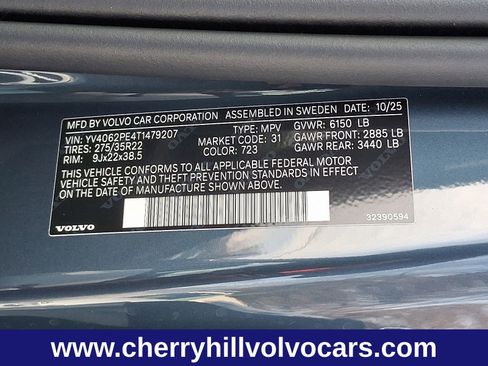 MFD BY VOLVO CAR CORPORATION ASSEMBLED IN SWEDEN DATE: 10/25
VIN: YV4062PE4T1479207 TYPE: MPV GVWR: 6150 LB
TIRES: 275/35R22 MARKET CODE: 31 GAWR FRONT: 2885 LB
RIM: 9Jx22x38.5 COLOR: 723 GAWR REAR: 3440 LB
THIS VEHICLE CONFORMS TO ALL APPLICABLE FEDERAL MOTOR
VEHICLE SAFETY AND THEFT PREVENTION STANDARDS IN EFFECT
ON THE DATE OF MANUFACTURE SHOWN ABOVE.
VOLVO 32390594
www.cherryhillvolvocars.com